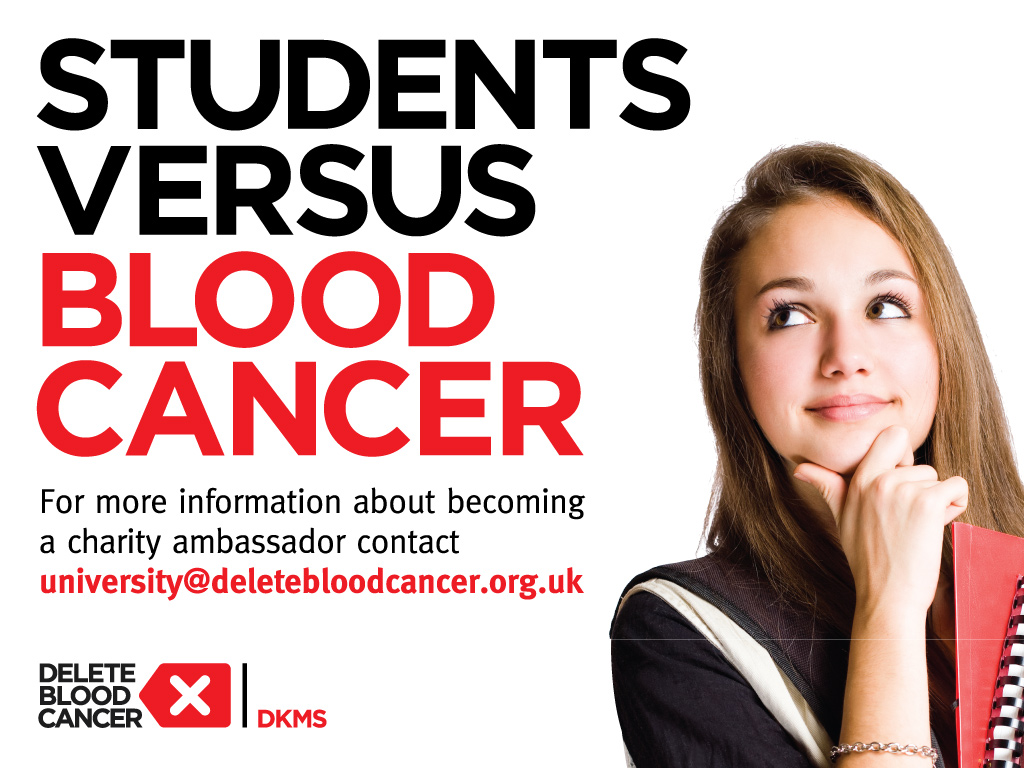 STUDENTS
VERSUS
BLOOD
CANCER
For more information about becoming
a charity ambassador contact
university@deletebloodcancer.org.uk
DELETE
BLOOD
CANCER
DKMS